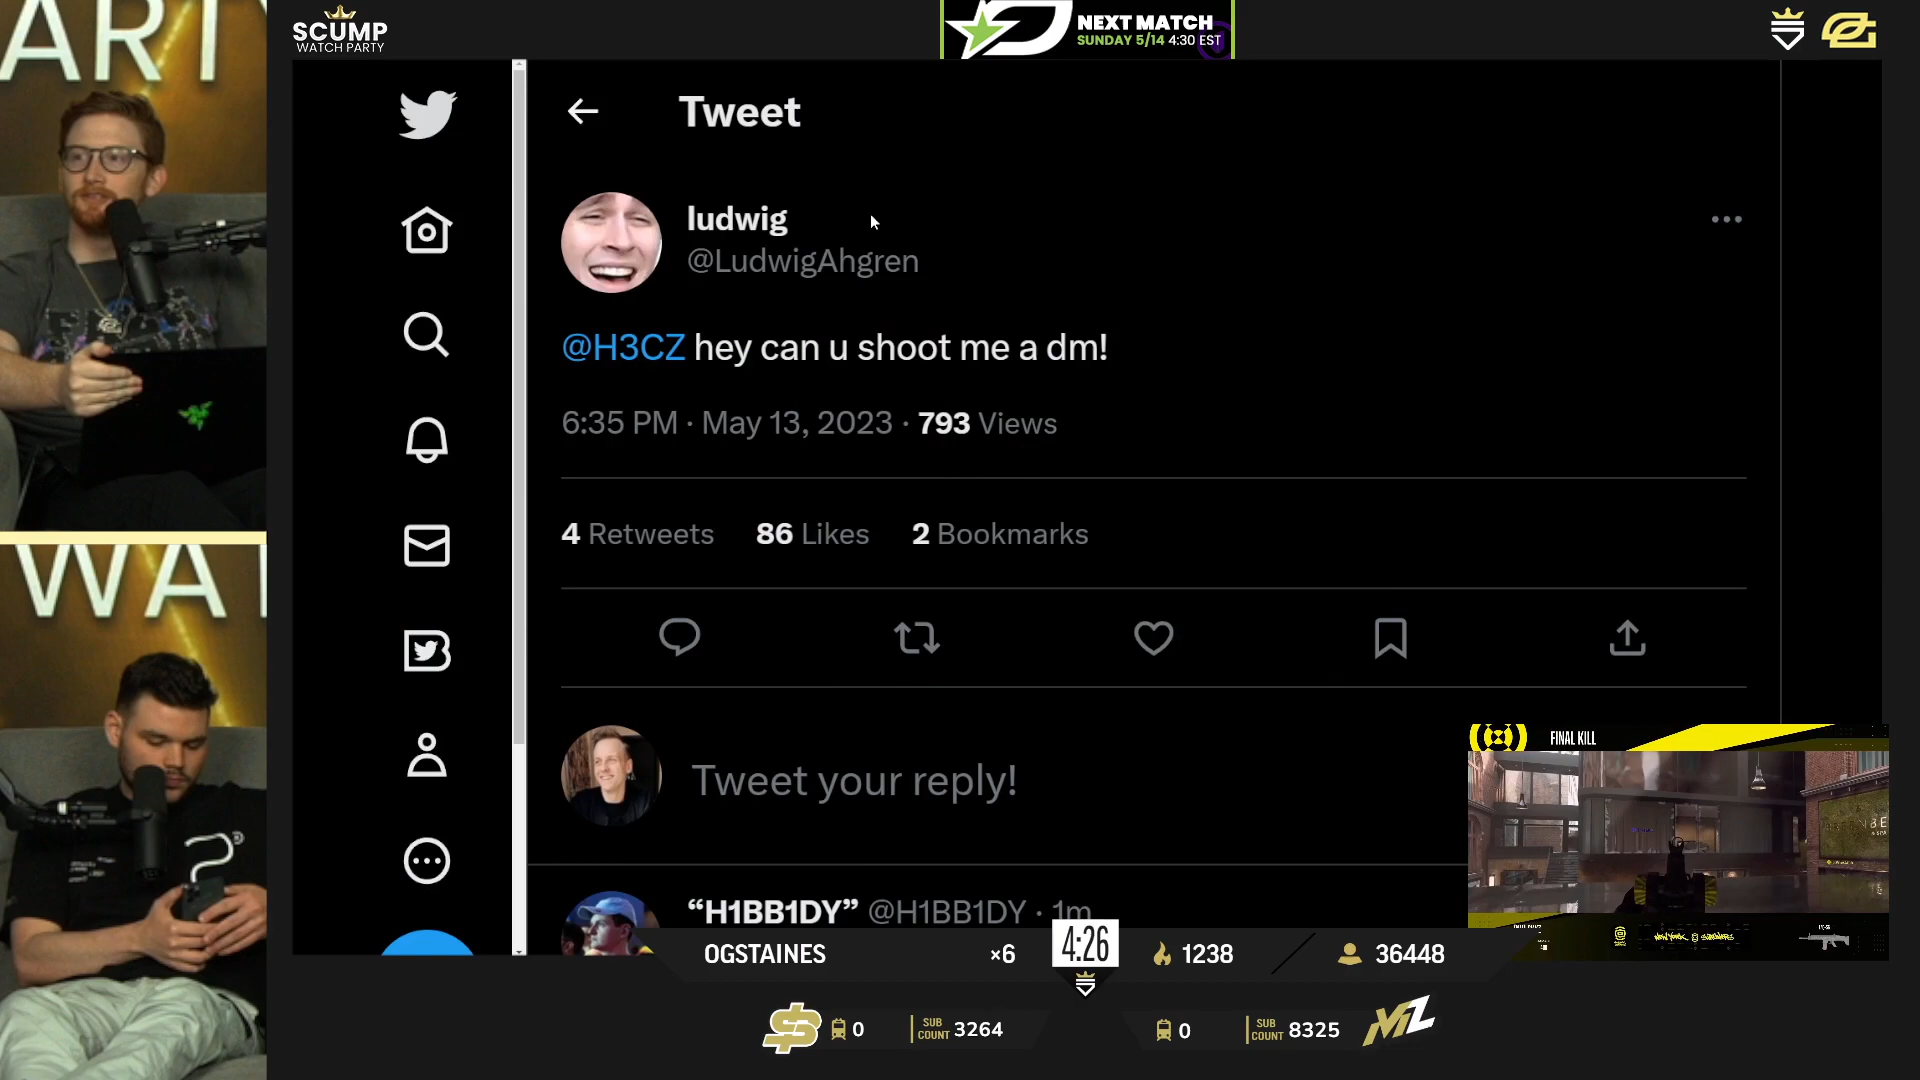 ART
SCUMP
WATCH PARTY
NEXT MATCH
SUNDAY 5/14 4:30 EST
Tweet
ludwig
@LudwigAhgren
@H3CZ hey can u shoot me a dm!
6:35 PM · May 13, 2023 · 793 Views
4 Retweets 86 Likes 2 Bookmarks
Tweet your reply!
"H1BB1DY" @H1BB1DY · 1m
WAT
FINAL KILL
OGSTAINES ×6 4:26 1238 36448
0 SUB COUNT 3264 0 SUB COUNT 8325